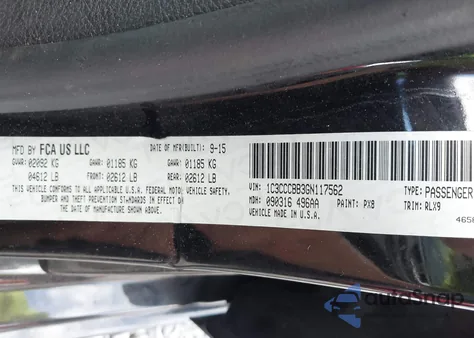 MFD BY FCA US LLC DATE OF MFR(BUILT): 9-15
GVWR: 02092 KG GAWR: 01185 KG GAWR: 01185 KG
04612 LB FRONT: 02612 LB REAR: 02612 LB
THIS VEHICLE CONFORMS TO ALL APPLICABLE U.S.A. FEDERAL MOTOR VEHICLE SAFETY,
BUMPER AND THEFT PREVENTION STANDARDS IN EFFECT ON
THE DATE OF MANUFACTURE SHOWN ABOVE.
VIN: 1C3CCCBB3GN117562 TYPE: PASSENGER
MDH: 090316 496AA PAINT: PX8 TRIM: RLX9
VEHICLE MADE IN U.S.A.
4658
autoSnap